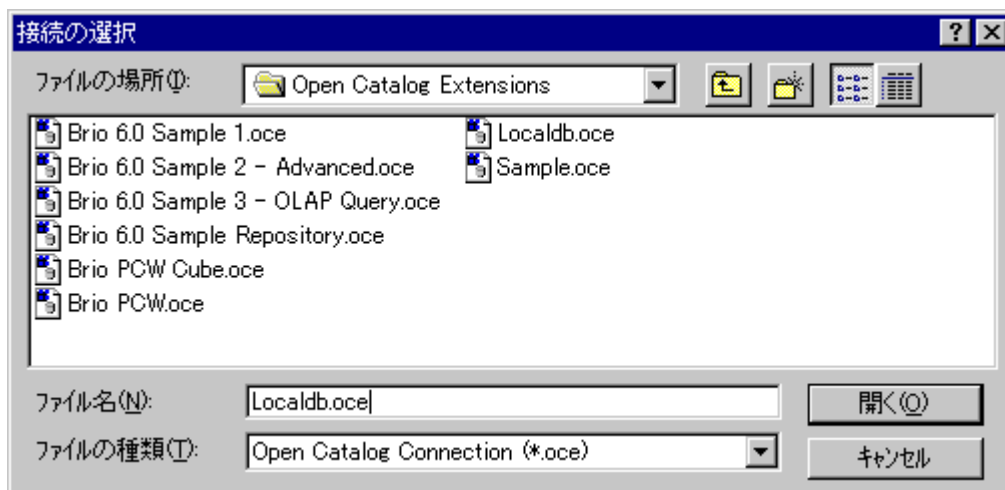 接続の選択
ファイルの場所(I): Open Catalog Extensions
Brio 6.0 Sample 1.oce
Brio 6.0 Sample 2 - Advanced.oce
Brio 6.0 Sample 3 - OLAP Query.oce
Brio 6.0 Sample Repository.oce
Brio PCW Cube.oce
Brio PCW.oce
Localdb.oce
Sample.oce
ファイル名(N): Localdb.oce 開く(O)
ファイルの種類(T): Open Catalog Connection (*.oce) キャンセル